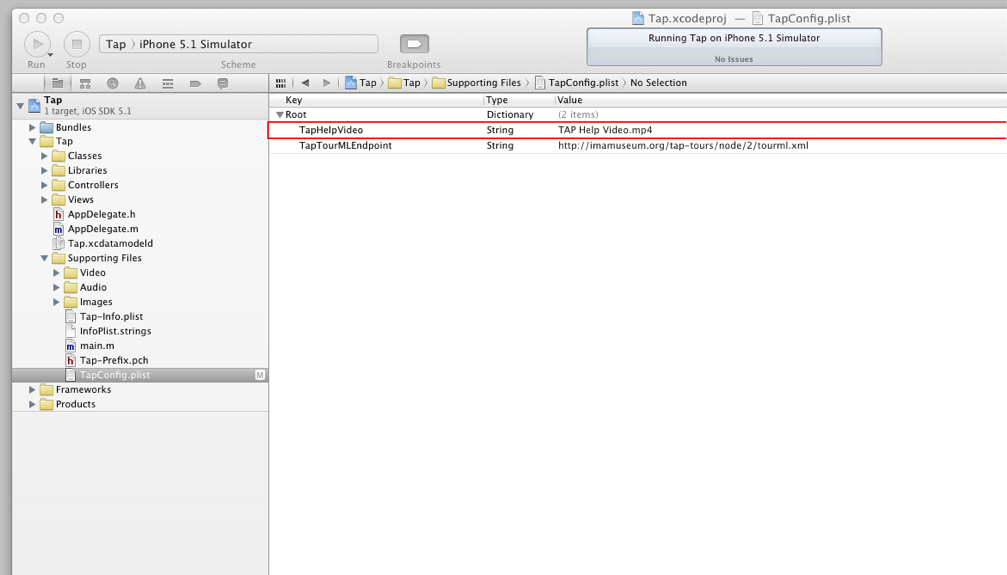 Tap.xcodeproj — TapConfig.plist
Tap 〉 iPhone 5.1 Simulator
Running Tap on iPhone 5.1 Simulator
No Issues
Run Stop Scheme Breakpoints
Tap 〉 Tap 〉 Supporting Files 〉 TapConfig.plist 〉 No Selection
Tap
1 target, iOS SDK 5.1
Bundles
Tap
Classes
Libraries
Controllers
Views
h AppDelegate.h
m AppDelegate.m
Tap.xcdatamodeld
Supporting Files
Video
Audio
Images
Tap-Info.plist
InfoPlist.strings
m main.m
h Tap-Prefix.pch
TapConfig.plist M
Frameworks
Products
Key Type Value
Root Dictionary (2 items)
TapHelpVideo String TAP Help Video.mp4
TapTourMLEndpoint String http://imamuseum.org/tap-tours/node/2/tourml.xml